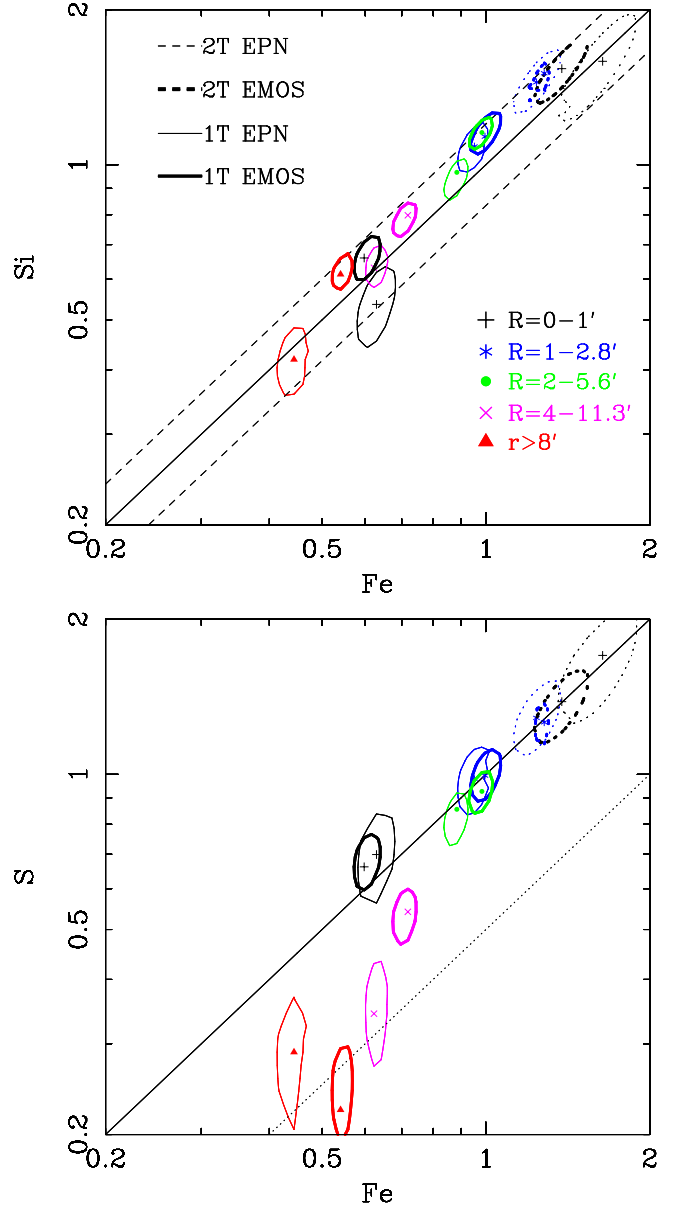 2
1
0.5
0.2
Si
2T EPN
2T EMOS
1T EPN
1T EMOS
R=0−1'
R=1−2.8'
R=2−5.6'
R=4−11.3'
r>8'
0.2
0.5
1
2
Fe
2
1
0.5
0.2
S
0.2
0.5
1
2
Fe